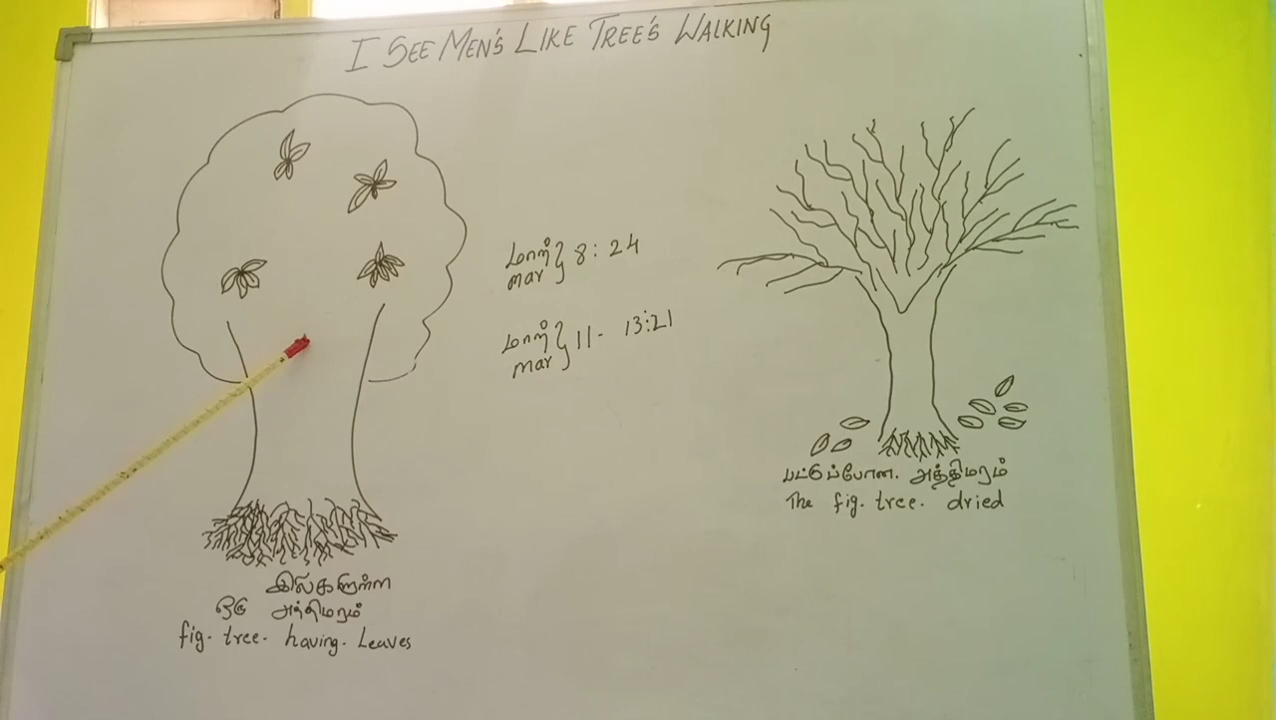 I SEE MEN'S LIKE TREE'S WALKING
மாற் 8 : 24
mar
மாற் 11 - 13:21
mar
இலைகளுள்ள
ஒரு அத்திமரம்
fig. tree. having. Leaves
பட்டுப்போன. அத்திமரம்
The fig. tree. dried